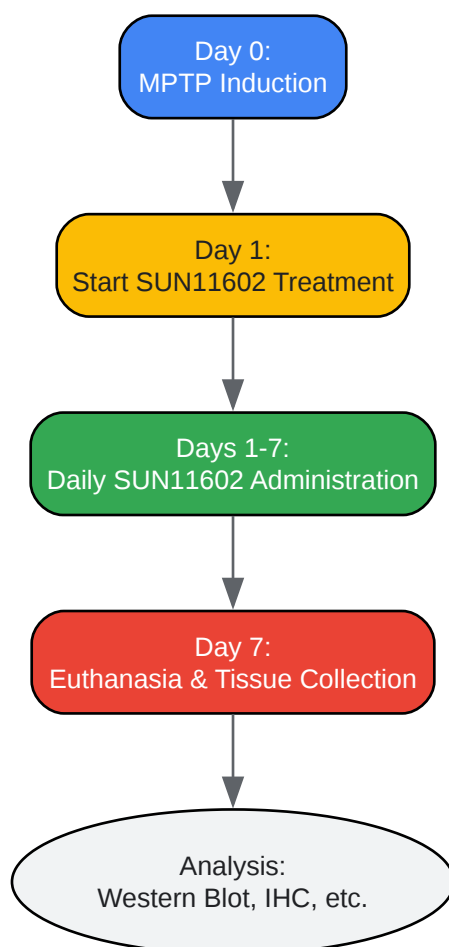 Day 0:
MPTP Induction
Day 1:
Start SUN11602 Treatment
Days 1-7:
Daily SUN11602 Administration
Day 7:
Euthanasia & Tissue Collection
Analysis:
Western Blot, IHC, etc.